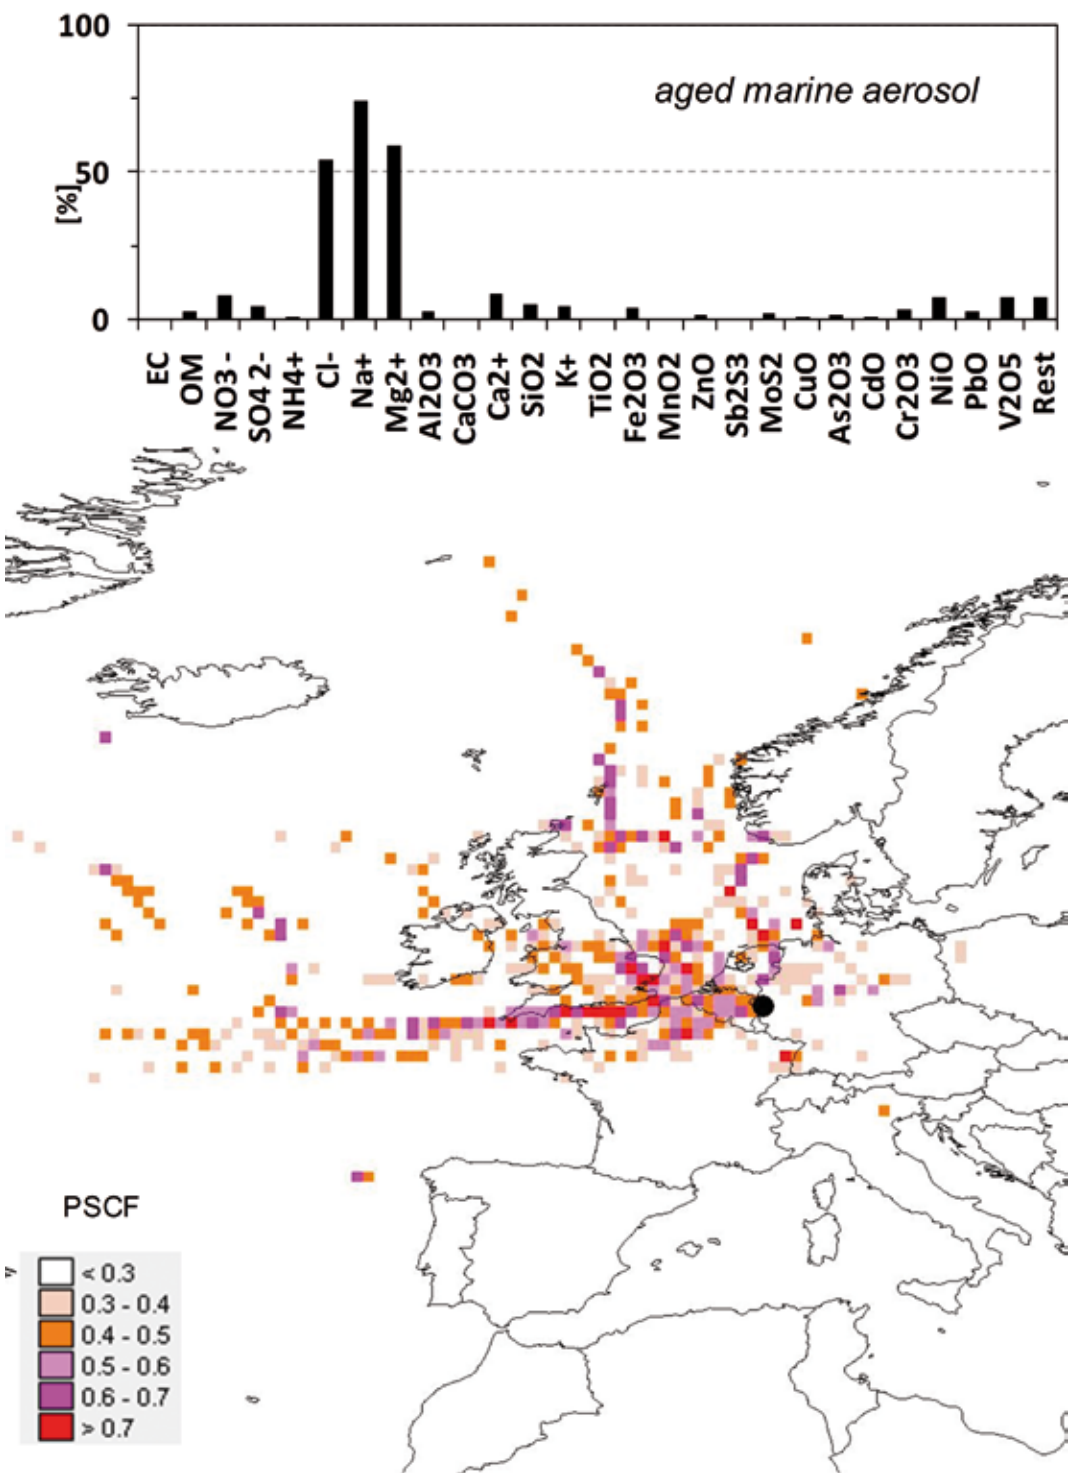 100
aged marine aerosol
50
[%]
0
EC
OM
NO3 -
SO4 2-
NH4+
Cl-
Na+
Mg2+
Al2O3
CaCO3
Ca2+
SiO2
K+
TiO2
Fe2O3
MnO2
ZnO
Sb2S3
MoS2
CuO
As2O3
CdO
Cr2O3
NiO
PbO
V2O5
Rest
PSCF
< 0.3
0.3 - 0.4
0.4 - 0.5
0.5 - 0.6
0.6 - 0.7
> 0.7